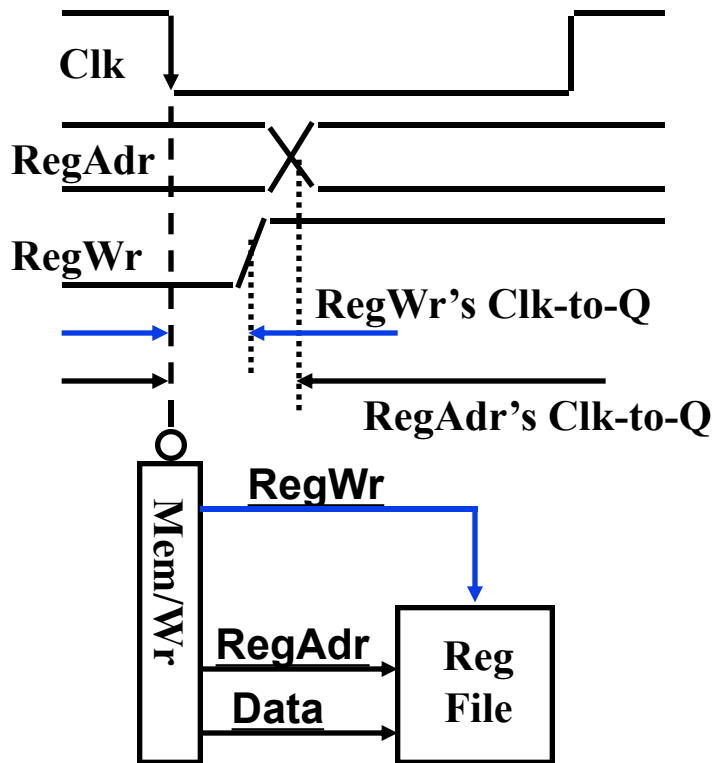 Clk
RegAdr
RegWr
RegWr's Clk-to-Q
RegAdr's Clk-to-Q
Mem/Wr
RegWr
RegAdr
Data
Reg
File